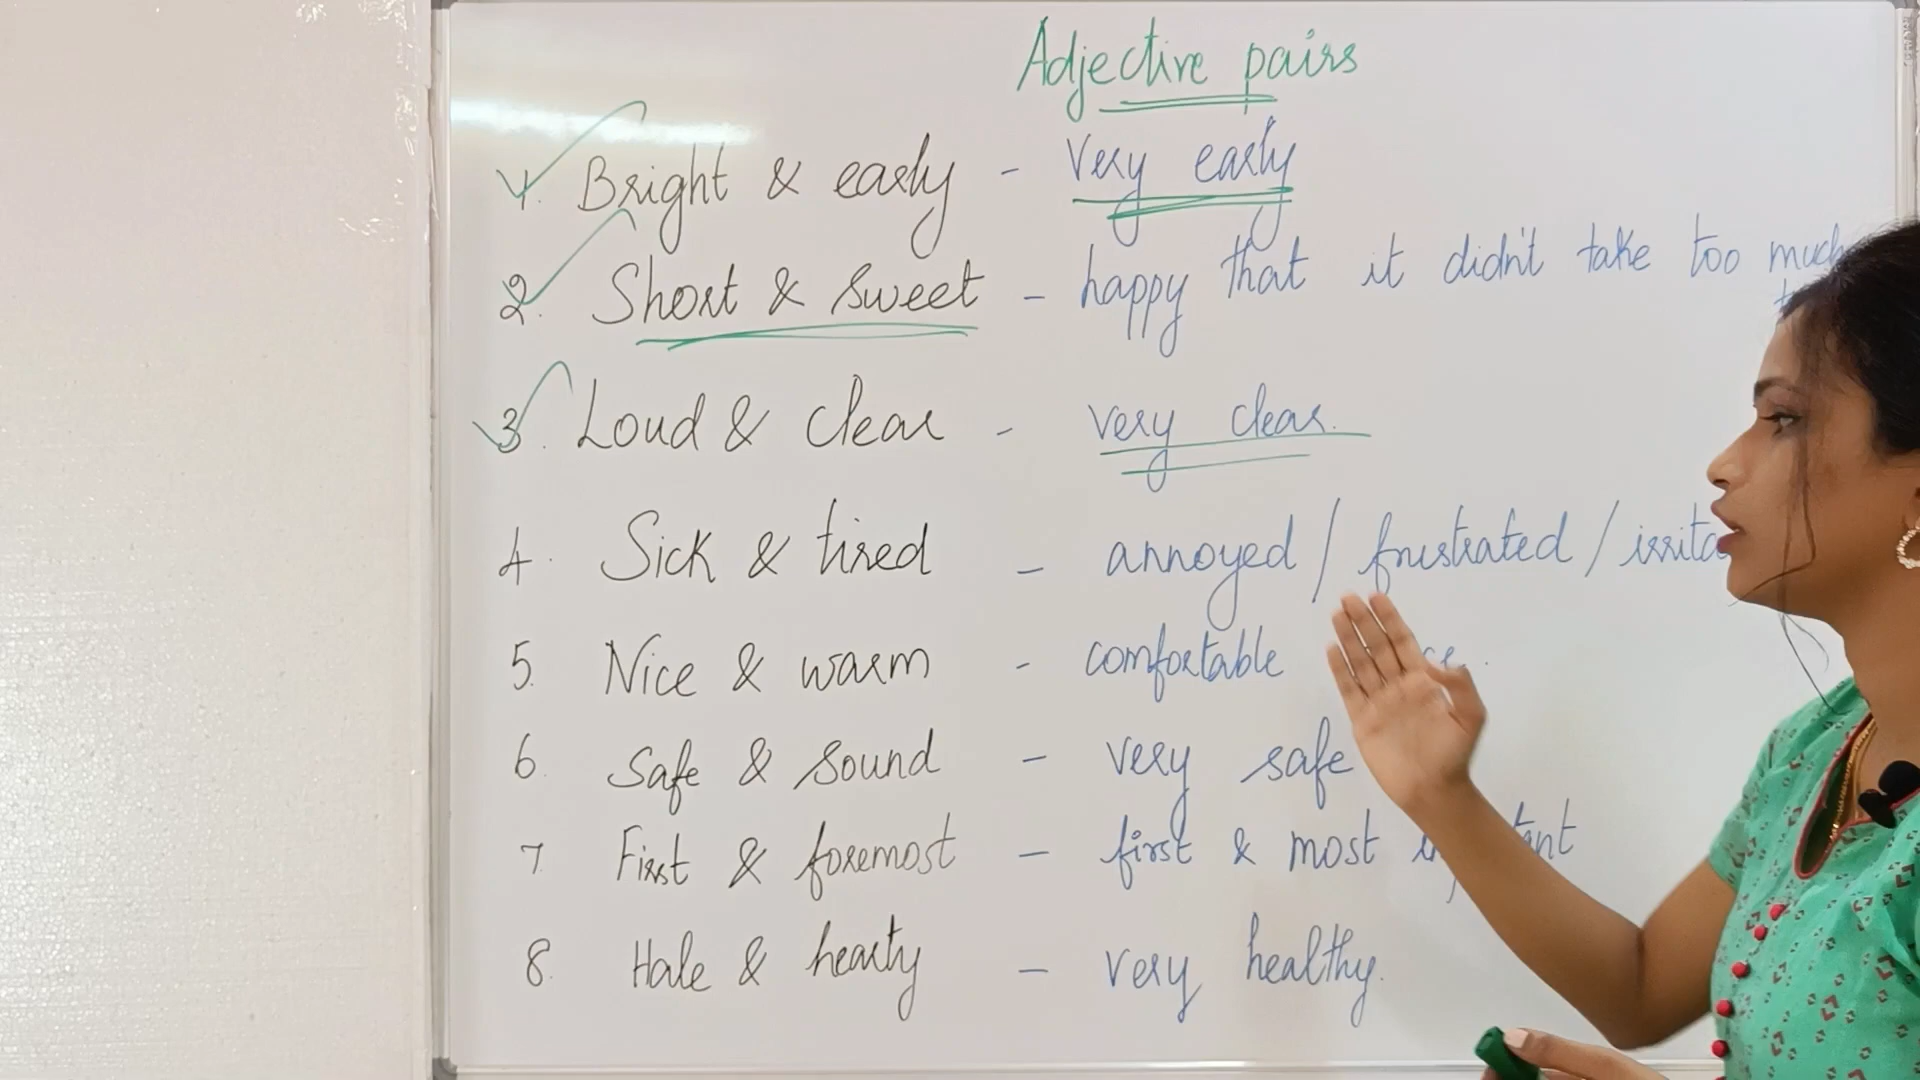 Adjective pairs
1. Bright & early - Very early
2. Short & sweet - happy that it didn't take too much
3. Loud & clear - very clear.
4. Sick & tired - annoyed / frustrated /
5. Nice & warm - comfortable
6 Safe & sound - very safe
7 First & foremost - first & most
8. Hale & hearty - very healthy.